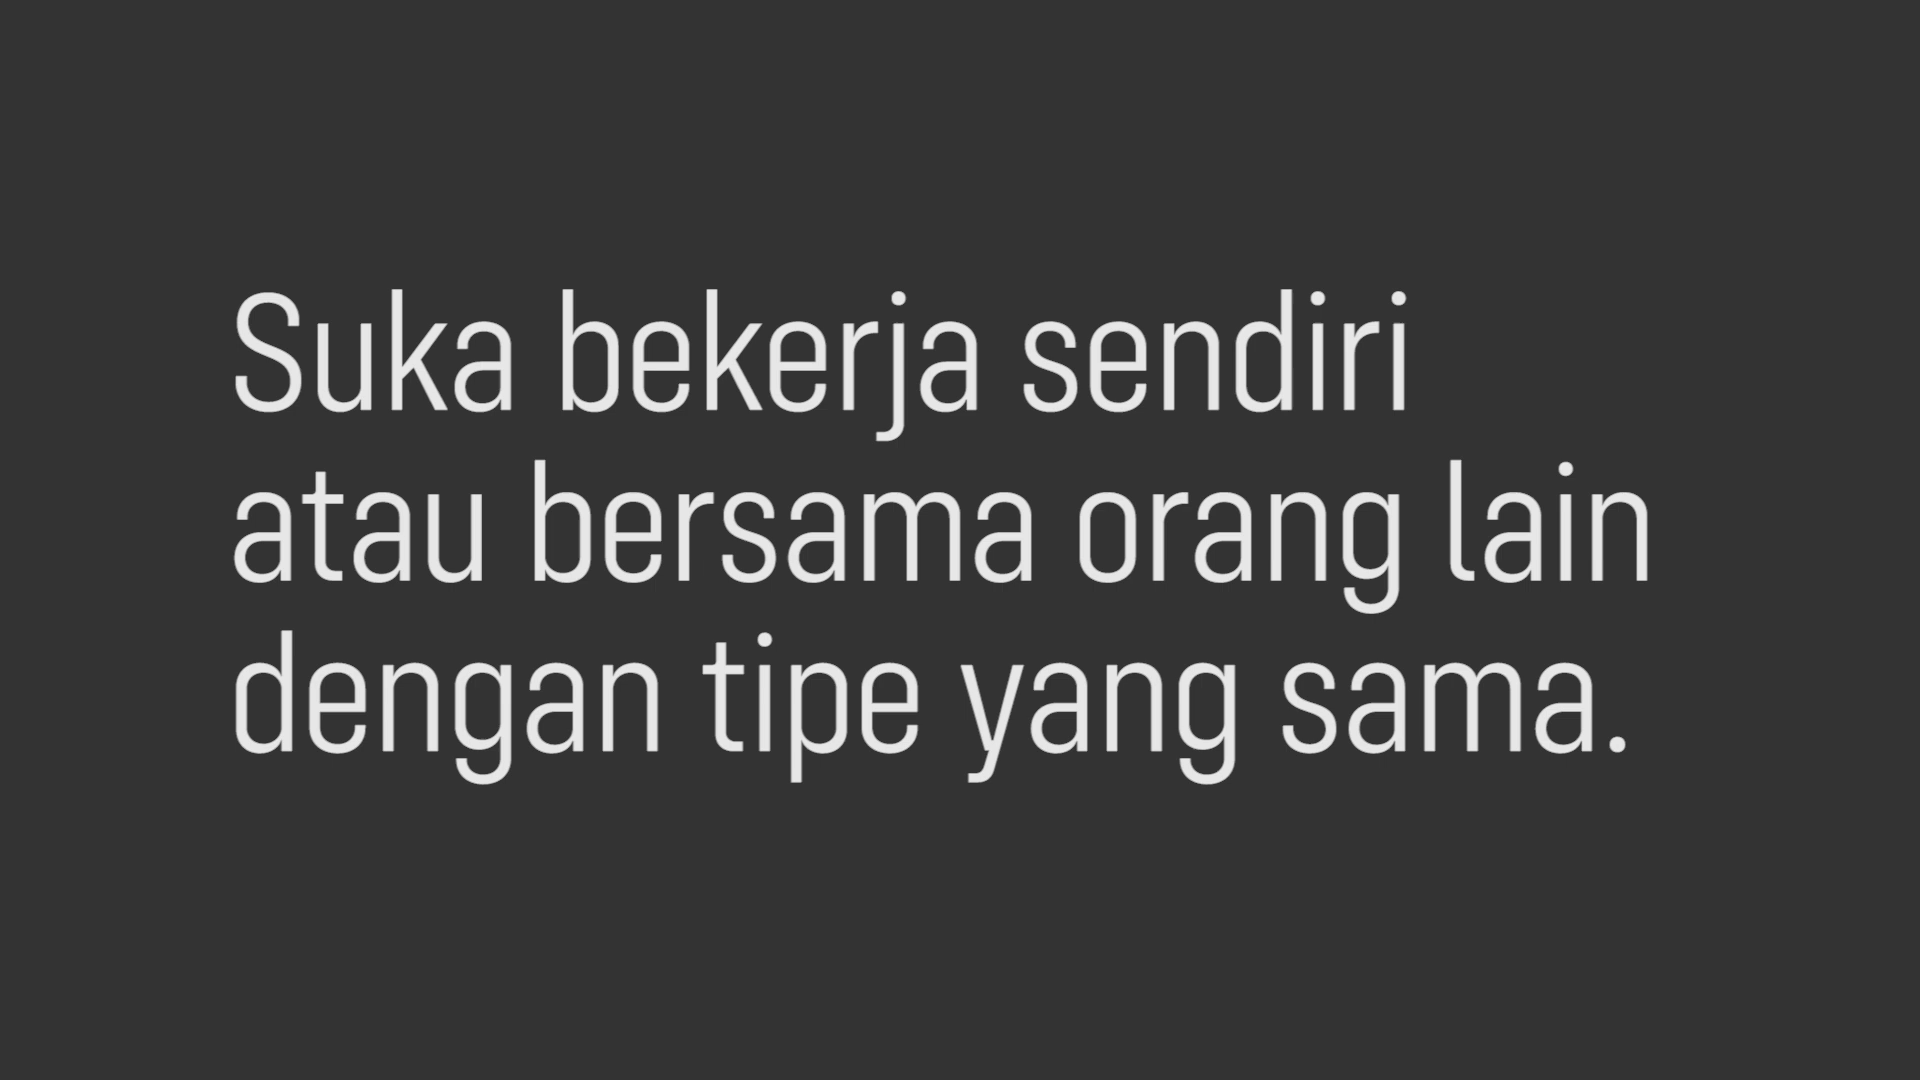 Suka bekerja sendiri
atau bersama orang lain
dengan tipe yang sama.